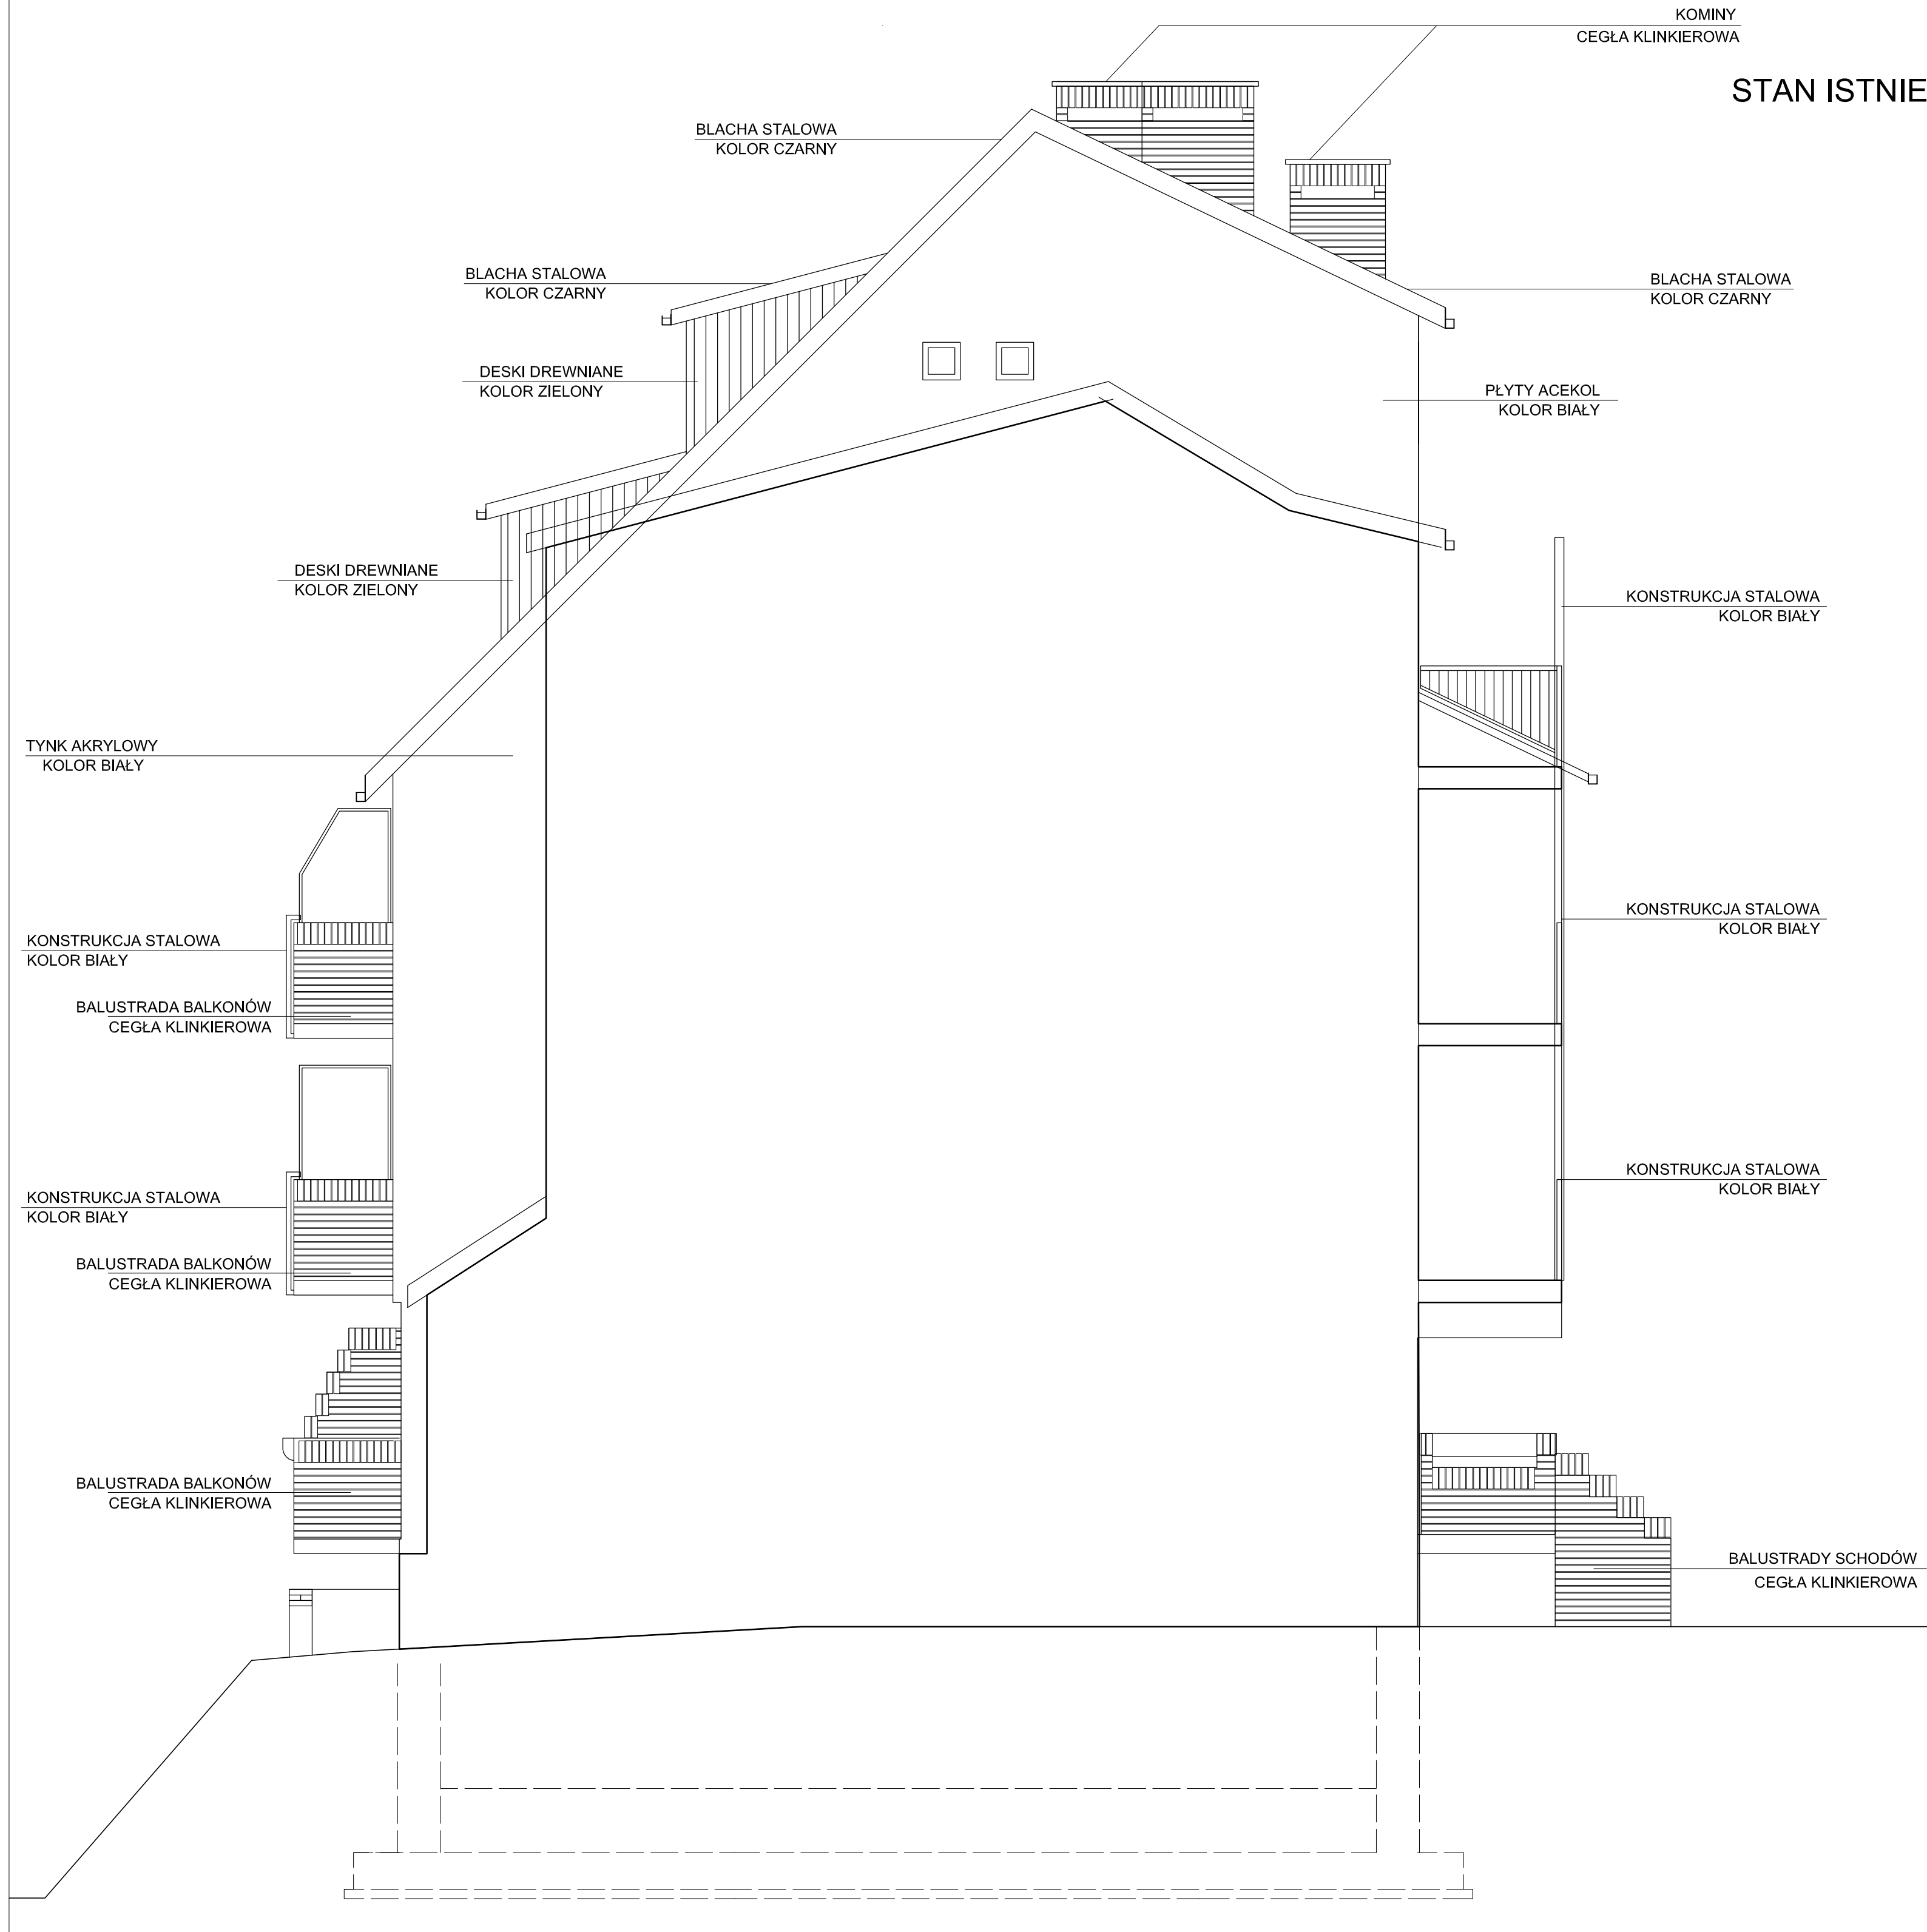 KOMINY
CEGŁA KLINKIEROWA
STAN ISTNIE
BLACHA STALOWA
KOLOR CZARNY
BLACHA STALOWA
KOLOR CZARNY
BLACHA STALOWA
KOLOR CZARNY
DESKI DREWNIANE
KOLOR ZIELONY
PŁYTY ACEKOL
KOLOR BIAŁY
DESKI DREWNIANE
KOLOR ZIELONY
KONSTRUKCJA STALOWA
KOLOR BIAŁY
TYNK AKRYLOWY
KOLOR BIAŁY
KONSTRUKCJA STALOWA
KOLOR BIAŁY
KONSTRUKCJA STALOWA
KOLOR BIAŁY
BALUSTRADA BALKONÓW
CEGŁA KLINKIEROWA
KONSTRUKCJA STALOWA
KOLOR BIAŁY
KONSTRUKCJA STALOWA
KOLOR BIAŁY
BALUSTRADA BALKONÓW
CEGŁA KLINKIEROWA
BALUSTRADA BALKONÓW
CEGŁA KLINKIEROWA
BALUSTRADY SCHODÓW
CEGŁA KLINKIEROWA